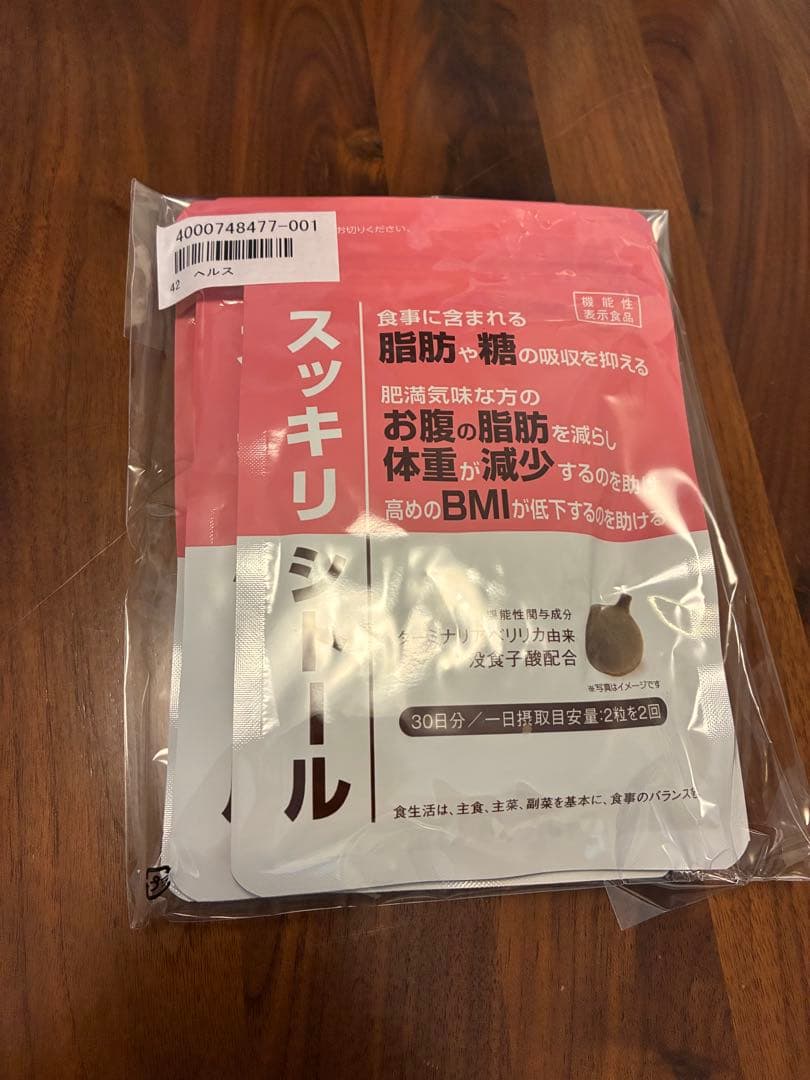 4000748477-001
42 ヘルス
お切りください。
機能性
表示食品
スッキリシトール
食事に含まれる
脂肪や糖の吸収を抑える
肥満気味な方の
お腹の脂肪を減らし
体重が減少するのを助け
高めのBMIが低下するのを助ける
機能性関与成分
ターミナリアベリリカ由来
没食子酸配合
※写真はイメージです
30日分/一日摂取目安量:2粒を2回
食生活は、主食、主菜、副菜を基本に、食事のバランスを
プラ